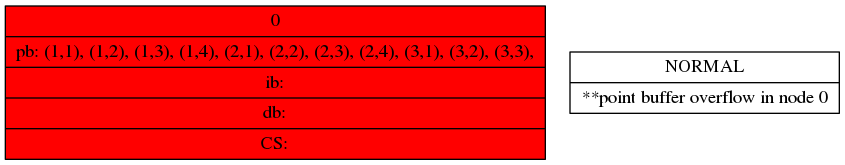 0
pb: (1,1), (1,2), (1,3), (1,4), (2,1), (2,2), (2,3), (2,4), (3,1), (3,2), (3,3),
ib:
db:
CS:
NORMAL
**point buffer overflow in node 0